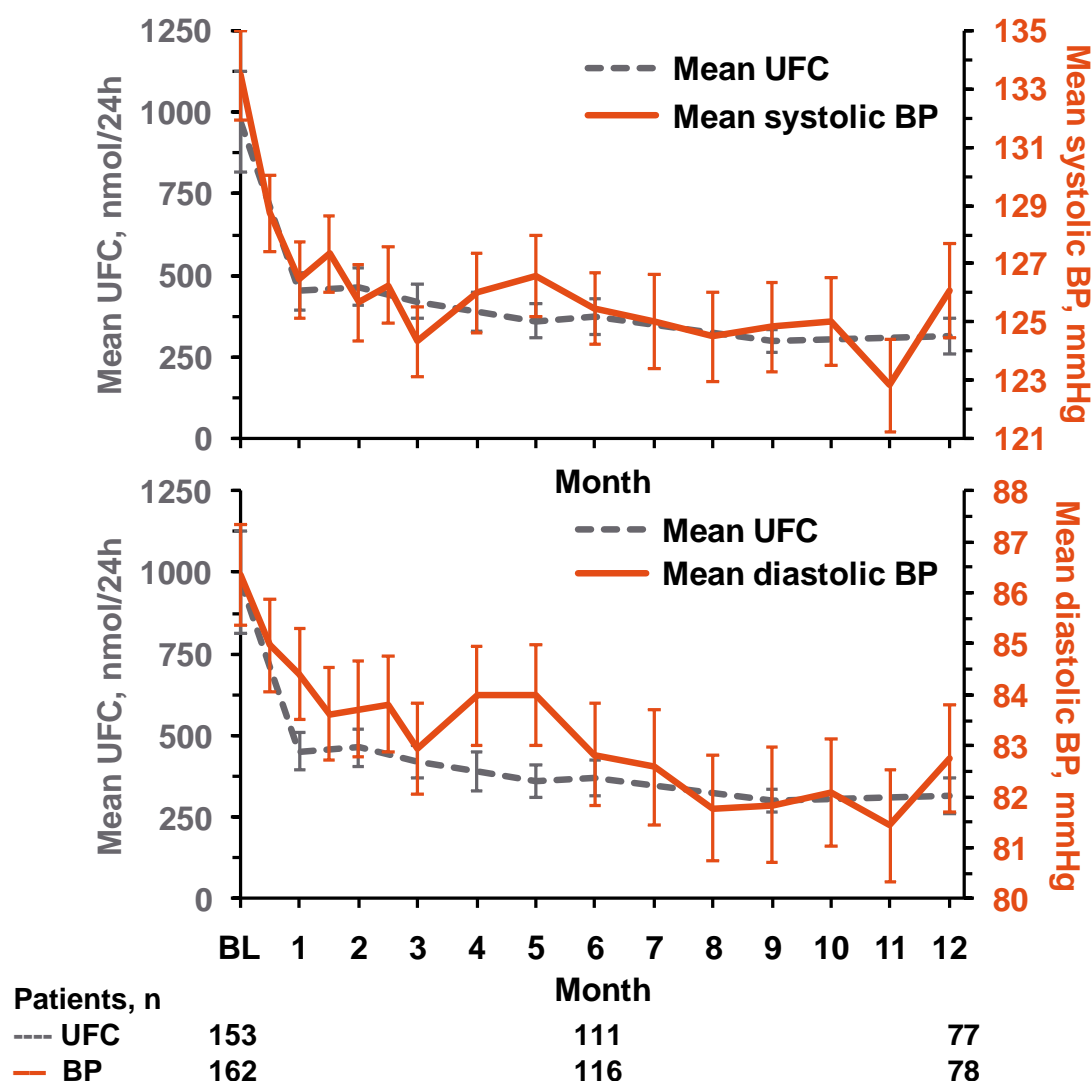 Mean UFC, nmol/24h
1250
1000
750
500
250
0
Mean UFC
Mean systolic BP
135
133
131
129
127
125
123
121
Mean systolic BP, mmHg
Month
Mean UFC, nmol/24h
1250
1000
750
500
250
0
Mean UFC
Mean diastolic BP
88
87
86
85
84
83
82
81
80
Mean diastolic BP, mmHg
BL 1 2 3 4 5 6 7 8 9 10 11 12
Month
Patients, n
UFC 153 111 77
BP 162 116 78